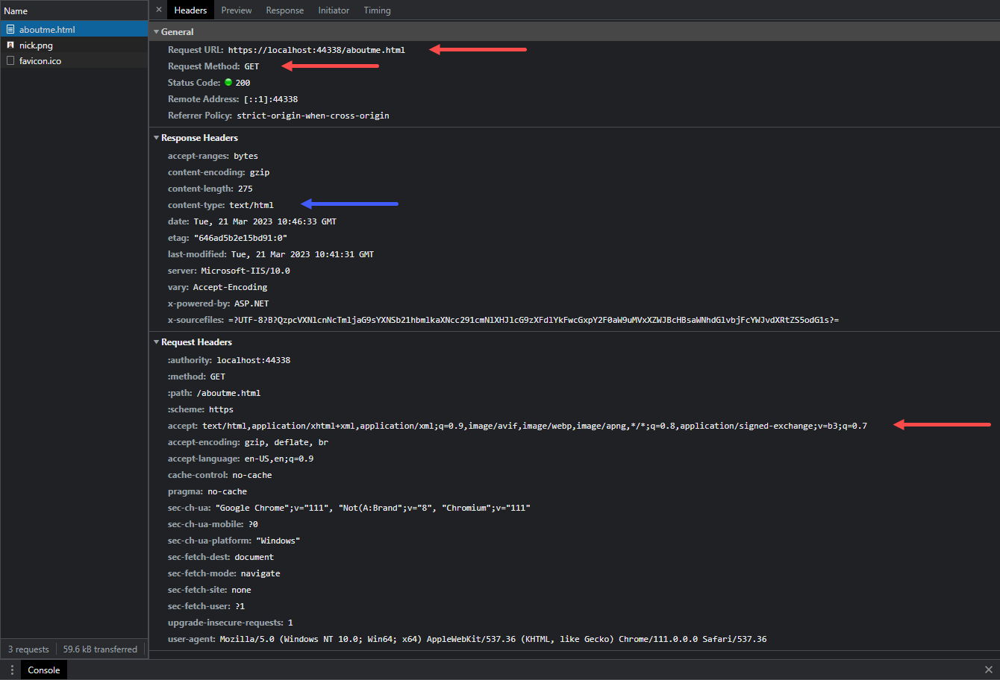 Name
aboutme.html
nick.png
favicon.ico
3 requests 59.6 kB transferred
× Headers Preview Response Initiator Timing
General
Request URL: https://localhost:44338/aboutme.html
Request Method: GET
Status Code: 200
Remote Address: [::1]:44338
Referrer Policy: strict-origin-when-cross-origin
Response Headers
accept-ranges: bytes
content-encoding: gzip
content-length: 275
content-type: text/html
date: Tue, 21 Mar 2023 10:46:33 GMT
etag: "646ad5b2e15bd91:0"
last-modified: Tue, 21 Mar 2023 10:41:31 GMT
server: Microsoft-IIS/10.0
vary: Accept-Encoding
x-powered-by: ASP.NET
x-sourcefiles: =?UTF-8?B?QzpcVXNlcnNcTmljaG9sYXNSb21hbmlkaXNcc291cmNlXHJlcG9zXFdlYkFwcGxpY2F0aW9uMVxXZWJBcHBsaWNhdGlvbjFcYWJvdXRtZS5odG1s?=
Request Headers
:authority: localhost:44338
:method: GET
:path: /aboutme.html
:scheme: https
accept: text/html,application/xhtml+xml,application/xml;q=0.9,image/avif,image/webp,image/apng,*/*;q=0.8,application/signed-exchange;v=b3;q=0.7
accept-encoding: gzip, deflate, br
accept-language: en-US,en;q=0.9
cache-control: no-cache
pragma: no-cache
sec-ch-ua: "Google Chrome";v="111", "Not(A:Brand";v="8", "Chromium";v="111"
sec-ch-ua-mobile: ?0
sec-ch-ua-platform: "Windows"
sec-fetch-dest: document
sec-fetch-mode: navigate
sec-fetch-site: none
sec-fetch-user: ?1
upgrade-insecure-requests: 1
user-agent: Mozilla/5.0 (Windows NT 10.0; Win64; x64) AppleWebKit/537.36 (KHTML, like Gecko) Chrome/111.0.0.0 Safari/537.36
Console